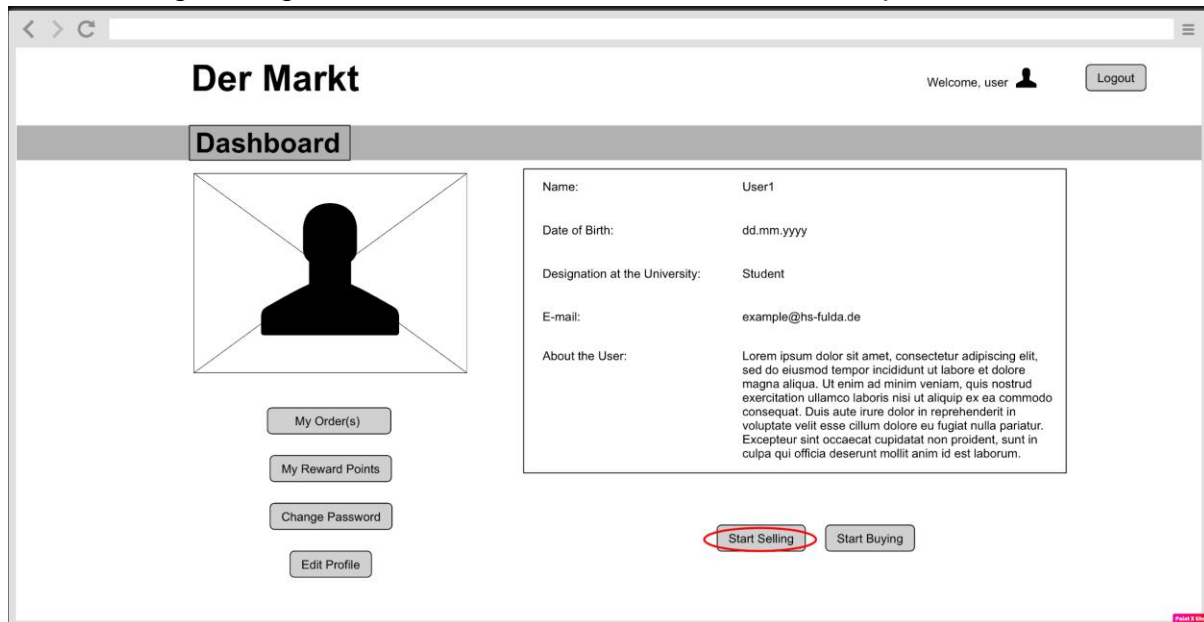 Der Markt
Welcome, user
Logout
Dashboard
Name: User1
Date of Birth: dd.mm.yyyy
Designation at the University: Student
E-mail: example@hs-fulda.de
About the User: Lorem ipsum dolor sit amet, consectetur adipiscing elit,
sed do eiusmod tempor incididunt ut labore et dolore
magna aliqua. Ut enim ad minim veniam, quis nostrud
exercitation ullamco laboris nisi ut aliquip ex ea commodo
consequat. Duis aute irure dolor in reprehenderit in
voluptate velit esse cillum dolore eu fugiat nulla pariatur.
Excepteur sint occaecat cupidatat non proident, sunt in
culpa qui officia deserunt mollit anim id est laborum.
My Order(s)
My Reward Points
Change Password
Edit Profile
Start Selling
Start Buying